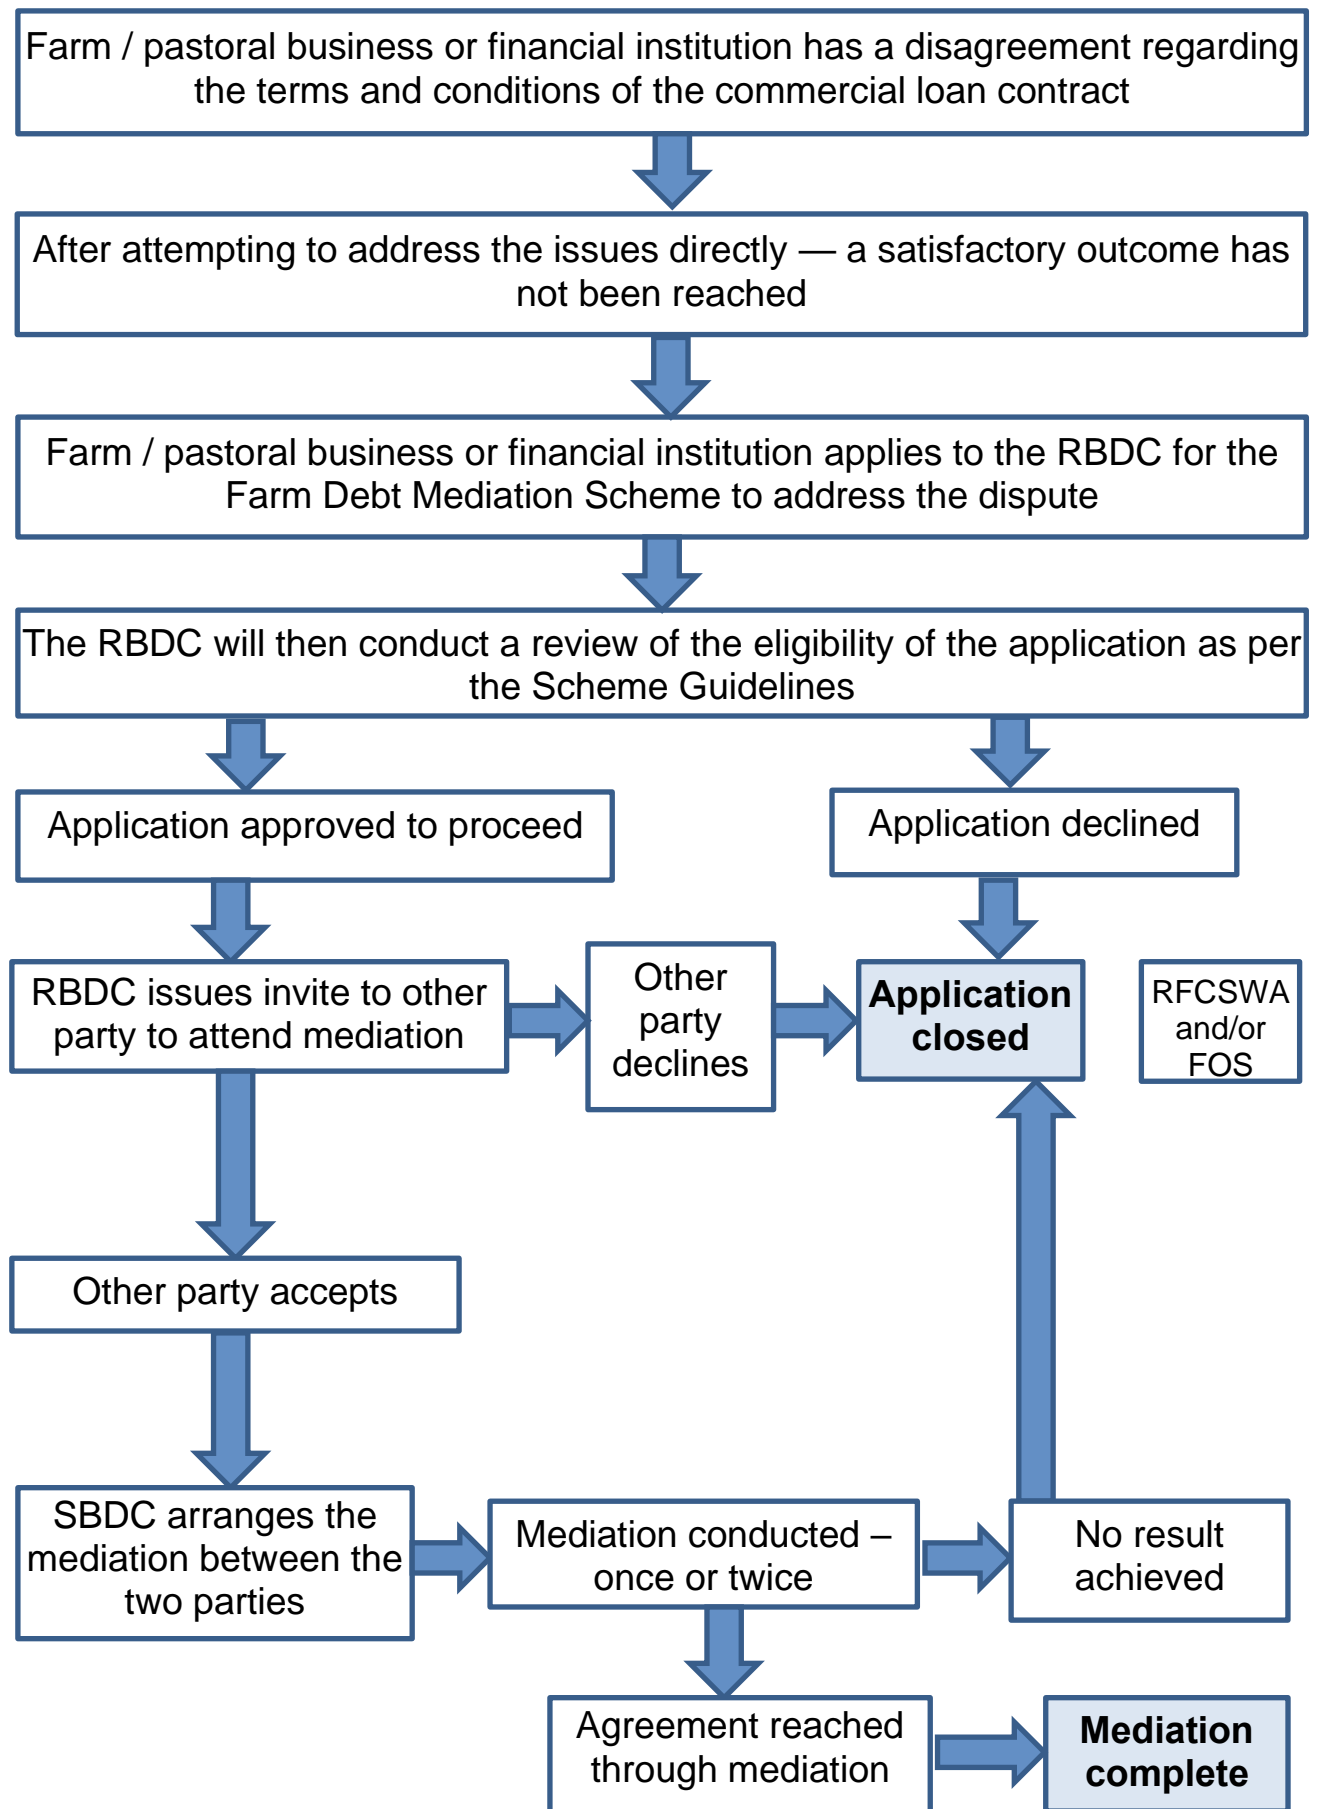 Farm / pastoral business or financial institution has a disagreement regarding
the terms and conditions of the commercial loan contract
After attempting to address the issues directly — a satisfactory outcome has
not been reached
Farm / pastoral business or financial institution applies to the RBDC for the
Farm Debt Mediation Scheme to address the dispute
The RBDC will then conduct a review of the eligibility of the application as per
the Scheme Guidelines
Application approved to proceed
Application declined
RBDC issues invite to other
party to attend mediation
Other
party
declines
Application
closed
RFCSWA
and/or
FOS
Other party accepts
SBDC arranges the
mediation between the
two parties
Mediation conducted –
once or twice
No result
achieved
Agreement reached
through mediation
Mediation
complete